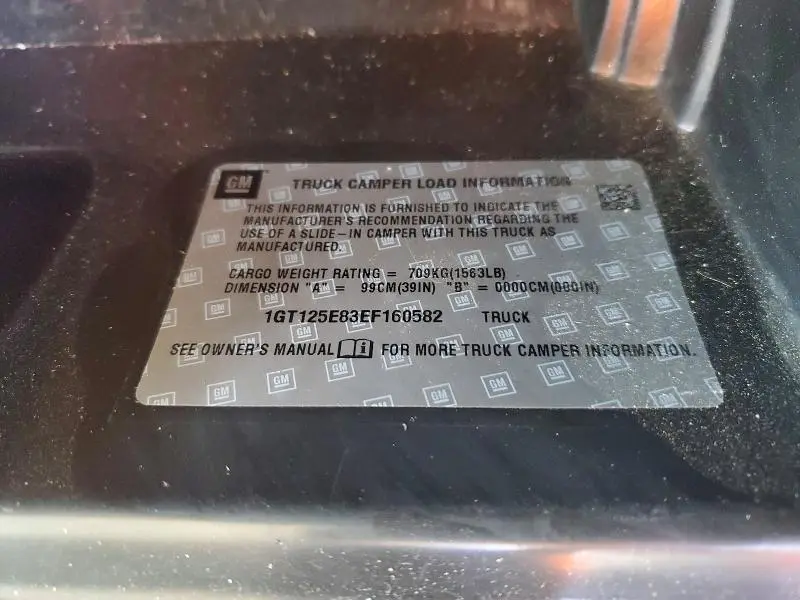 GM TRUCK CAMPER LOAD INFORMATION
THIS INFORMATION IS FURNISHED TO INDICATE THE
MANUFACTURER'S RECOMMENDATION REGARDING THE
USE OF A SLIDE-IN CAMPER WITH THIS TRUCK AS
MANUFACTURED.
CARGO WEIGHT RATING = 709KG(1563LB)
DIMENSION "A" = 99CM(39IN) "B" = 0000CM(000IN)
1GT125E83EF160582 TRUCK
SEE OWNER'S MANUAL FOR MORE TRUCK CAMPER INFORMATION.